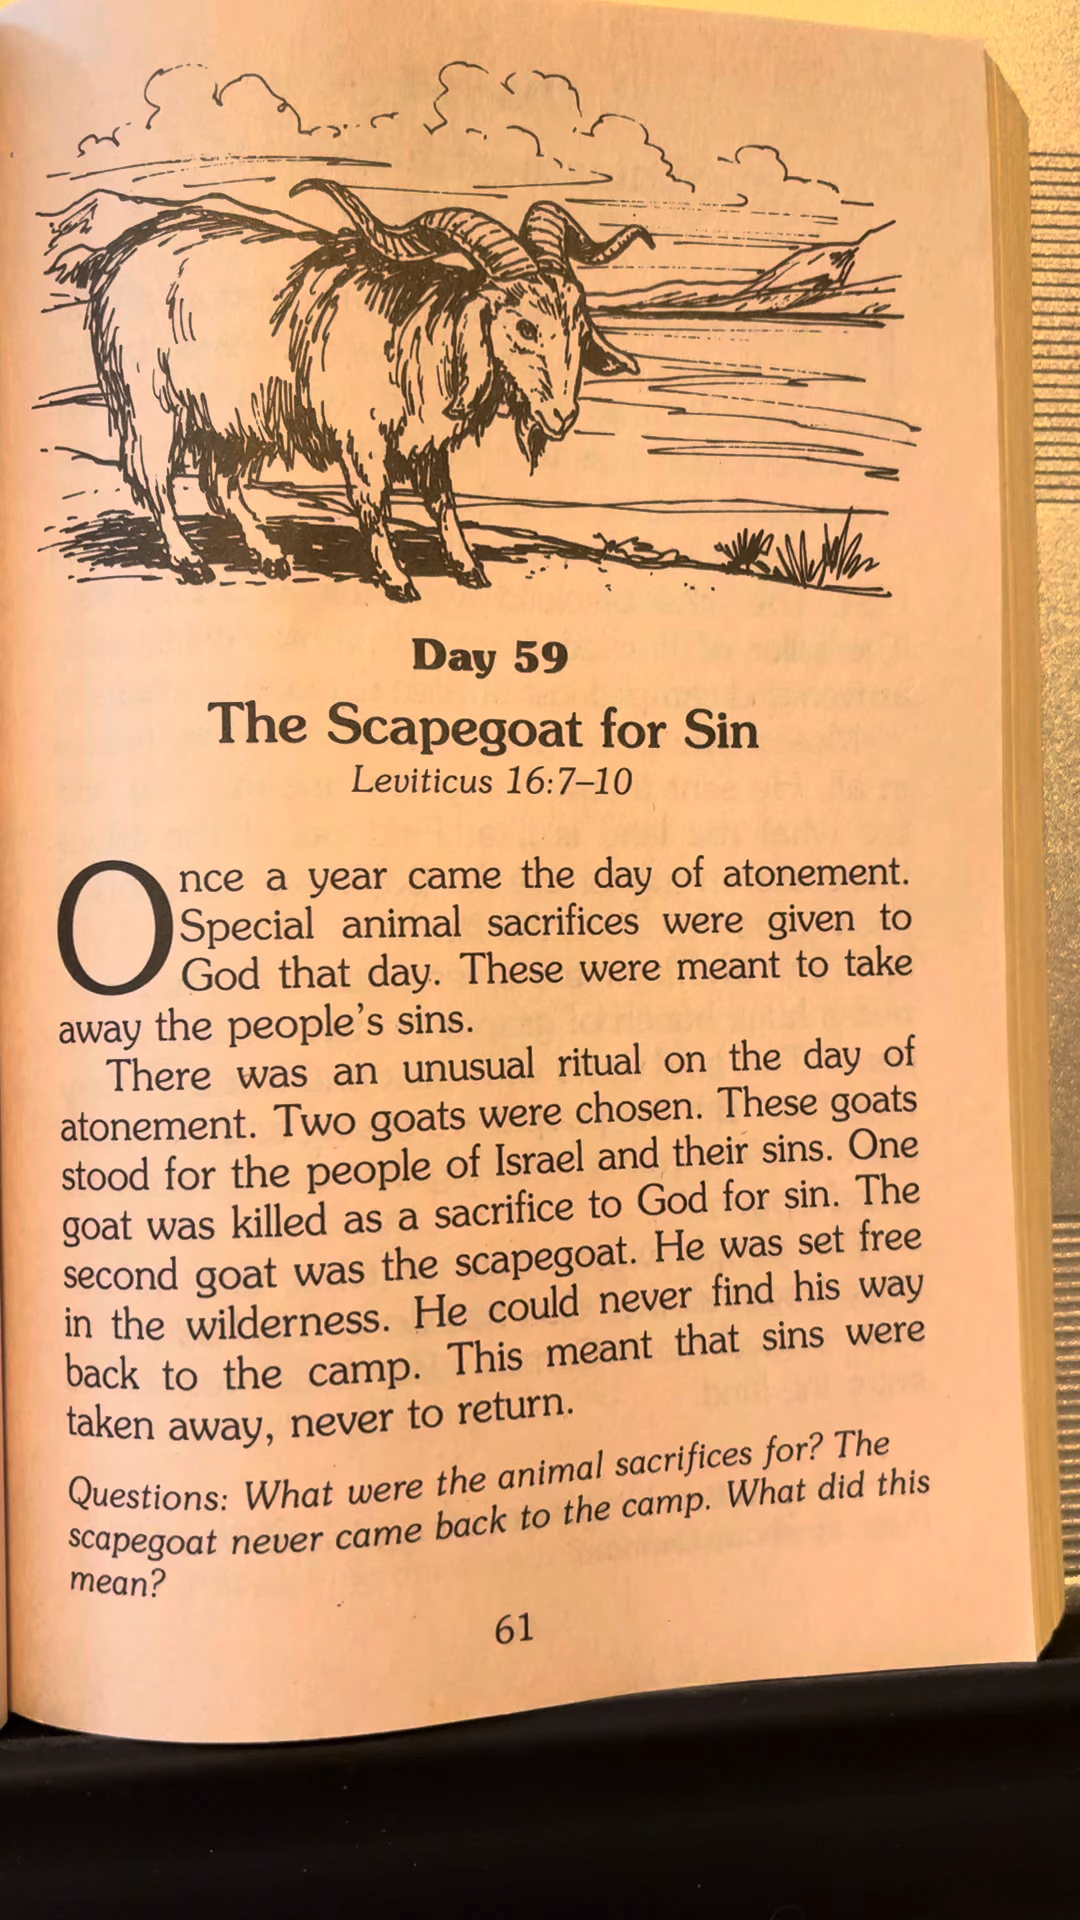 Day 59
The Scapegoat for Sin
Leviticus 16:7–10
Once a year came the day of atonement.
Special animal sacrifices were given to
God that day. These were meant to take
away the people's sins.
There was an unusual ritual on the day of
atonement. Two goats were chosen. These goats
stood for the people of Israel and their sins. One
goat was killed as a sacrifice to God for sin. The
second goat was the scapegoat. He was set free
in the wilderness. He could never find his way
back to the camp. This meant that sins were
taken away, never to return.
Questions: What were the animal sacrifices for? The
scapegoat never came back to the camp. What did this
mean?
61